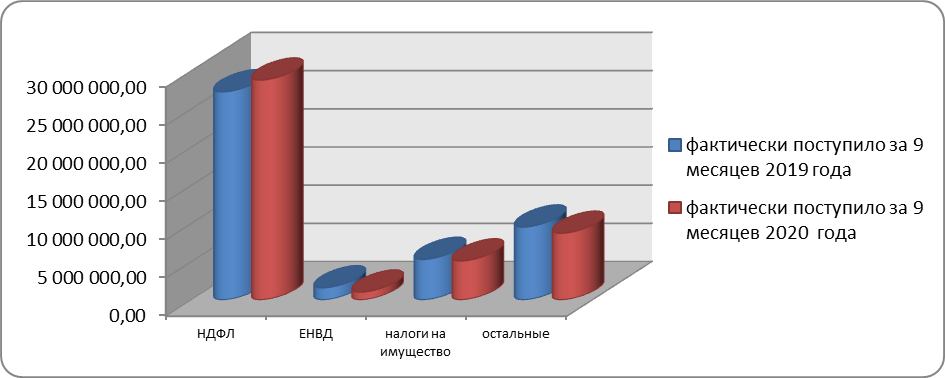 30 000 000,00
25 000 000,00
20 000 000,00
15 000 000,00
10 000 000,00
5 000 000,00
0,00
НДФЛ
ЕНВД
налоги на
имущество
остальные
фактически поступило за 9
месяцев 2019 года
фактически поступило за 9
месяцев 2020 года